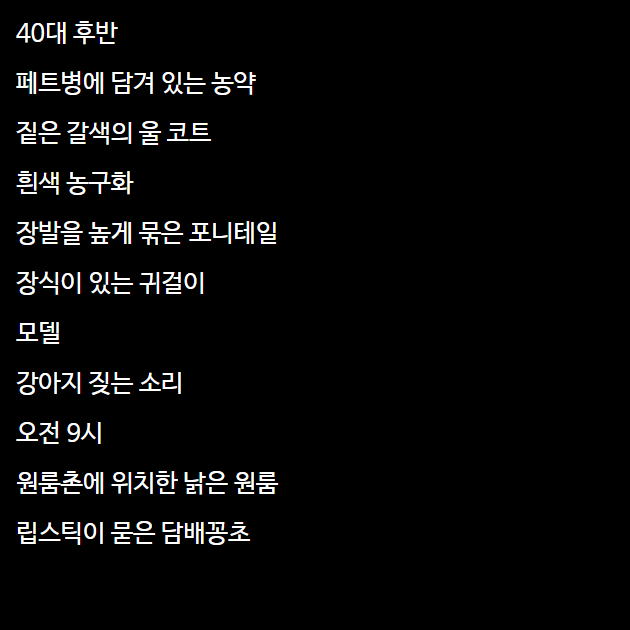 40대 후반
페트병에 담겨 있는 농약
짙은 갈색의 울 코트
흰색 농구화
장발을 높게 묶은 포니테일
장식이 있는 귀걸이
모델
강아지 짖는 소리
오전 9시
원룸촌에 위치한 낡은 원룸
립스틱이 묻은 담배꽁초